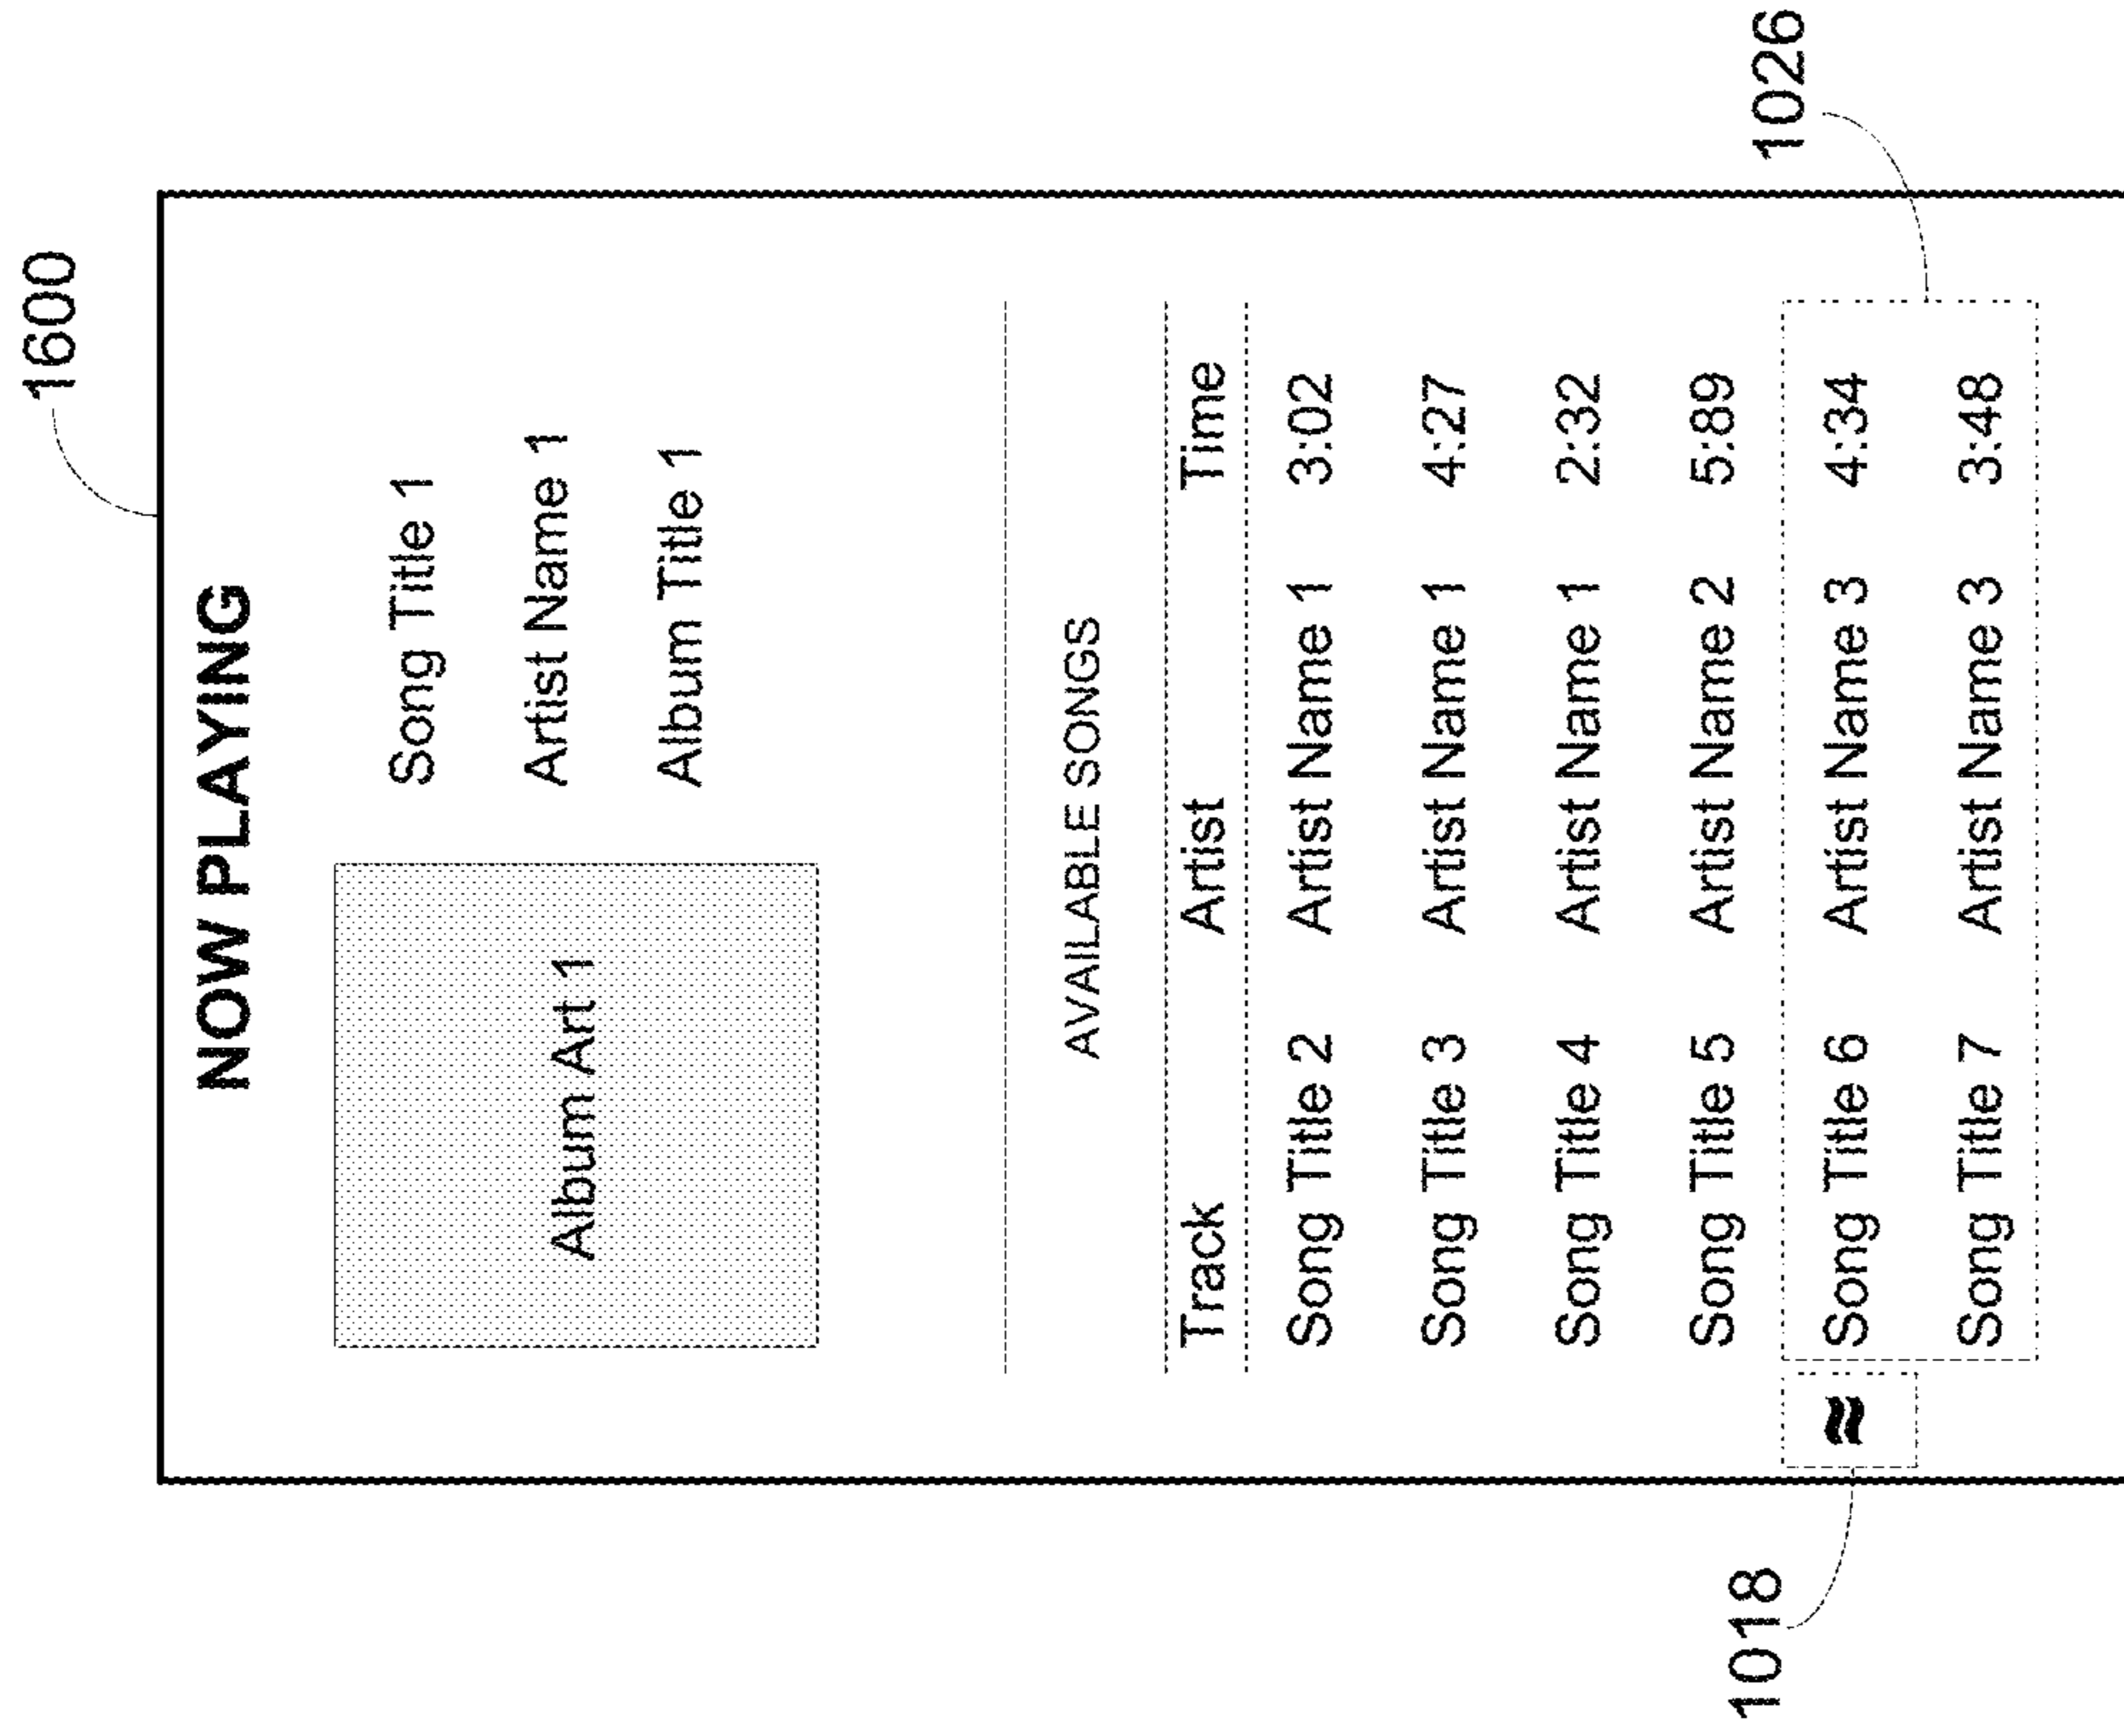 1600
NOW PLAYING
Album Art 1
Song Title 1
Artist Name 1
Album Title 1
AVAILABLE SONGS
Track Artist Time
Song Title 2 Artist Name 1 3:02
Song Title 3 Artist Name 1 4:27
Song Title 4 Artist Name 1 2:32
Song Title 5 Artist Name 2 5:89
≈ Song Title 6 Artist Name 3 4:34
Song Title 7 Artist Name 3 3:48
1018
1026